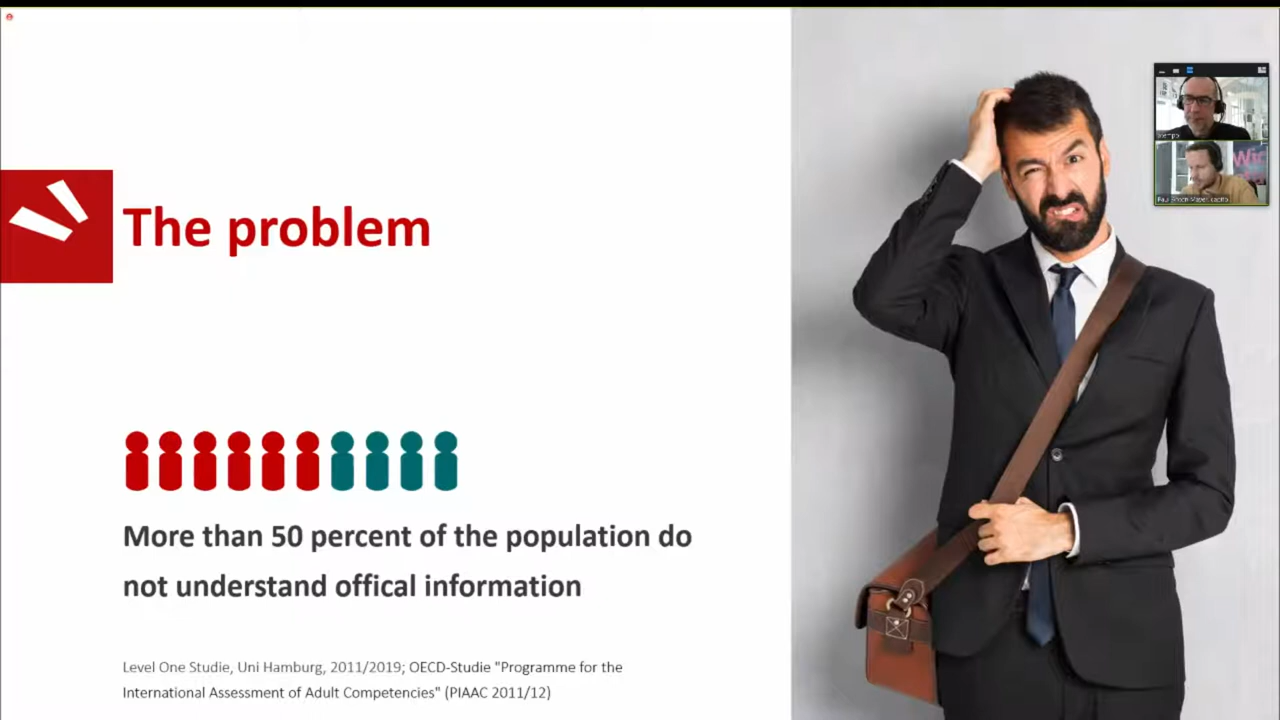 The problem
More than 50 percent of the population do
not understand offical information
Level One Studie, Uni Hamburg, 2011/2019; OECD-Studie "Programme for the
International Assessment of Adult Competencies" (PIAAC 2011/12)